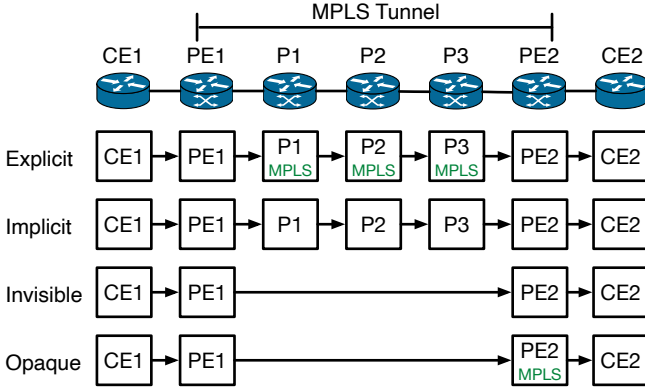 MPLS Tunnel
CE1 PE1 P1 P2 P3 PE2 CE2
Explicit CE1 PE1 P1 P2 P3 PE2 CE2
MPLS MPLS MPLS
Implicit CE1 PE1 P1 P2 P3 PE2 CE2
Invisible CE1 PE1 PE2 CE2
Opaque CE1 PE1 PE2 CE2
MPLS